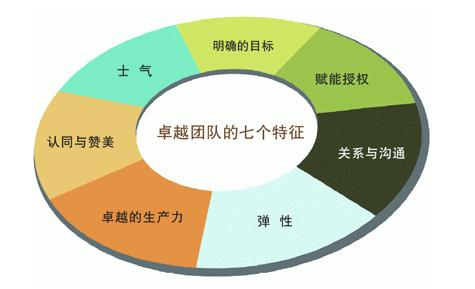 明确的目标
士 气
赋能授权
认同与赞美
卓越团队的七个特征
关系与沟通
卓越的生产力
弹 性